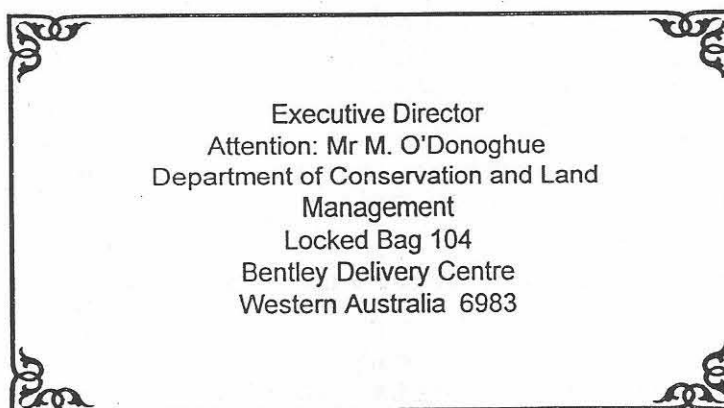 Executive Director
Attention: Mr M. O'Donoghue
Department of Conservation and Land
Management
Locked Bag 104
Bentley Delivery Centre
Western Australia 6983